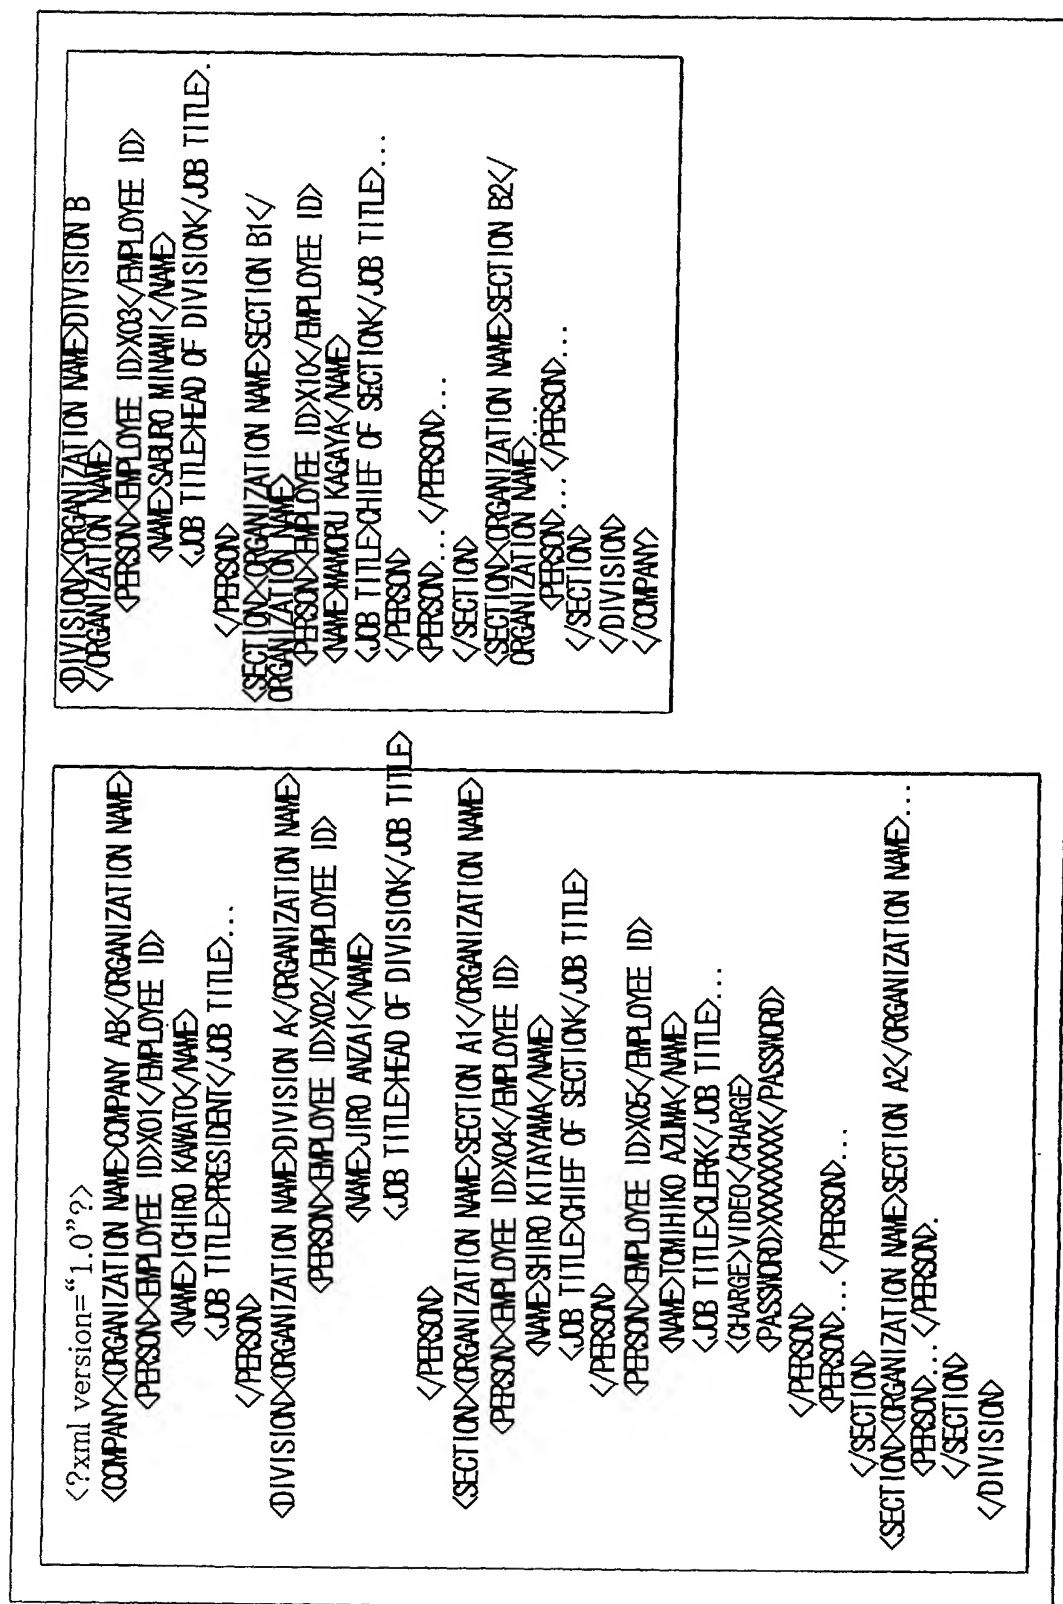 <?xml version=“1.0”?>
<COMPANY><ORGANIZATION NAME>COMPANY AB</ORGANIZATION NAME>
<PERSON><EMPLOYEE ID>X01</EMPLOYEE ID>
<NAME>ICHIRO KAWATO</NAME>
<JOB TITLE>PRESIDENT</JOB TITLE>...
</PERSON>
<DIVISION><ORGANIZATION NAME>DIVISION A</ORGANIZATION NAME>
<PERSON><EMPLOYEE ID>X02</EMPLOYEE ID>
<NAME>JIRO ANZAI</NAME>
<JOB TITLE>HEAD OF DIVISION</JOB TITLE>
</PERSON>
<SECTION><ORGANIZATION NAME>SECTION A1</ORGANIZATION NAME>
<PERSON><EMPLOYEE ID>X04</EMPLOYEE ID>
<NAME>SHIRO KITAYAMA</NAME>
<JOB TITLE>CHIEF OF SECTION</JOB TITLE>
</PERSON>
<PERSON><EMPLOYEE ID>X05</EMPLOYEE ID>
<NAME>TOMIHIKO AZUMA</NAME>
<JOB TITLE>CLERK</JOB TITLE>...
<CHARGE>VIDEO</CHARGE>
<PASSWORD>XXXXXXXX</PASSWORD>
</PERSON>
<PERSON>... </PERSON>...
</SECTION>
<SECTION><ORGANIZATION NAME>SECTION A2</ORGANIZATION NAME>...
<PERSON>... </PERSON>.
</SECTION>
</DIVISION>
<DIVISION><ORGANIZATION NAME>DIVISION B
</ORGANIZATION NAME>
<PERSON><EMPLOYEE ID>X03</EMPLOYEE ID>
<NAME>SABURO MINAMI</NAME>
<JOB TITLE>HEAD OF DIVISION</JOB TITLE>.
</PERSON>
<SECTION><ORGANIZATION NAME>SECTION B1</
ORGANIZATION NAME>
<PERSON><EMPLOYEE ID>X10</EMPLOYEE ID>
<NAME>MAMORU KAGAYA</NAME>
<JOB TITLE>CHIEF OF SECTION</JOB TITLE>...
</PERSON>
<PERSON>... </PERSON>...
</SECTION>
<SECTION><ORGANIZATION NAME>SECTION B2</
ORGANIZATION NAME>...
<PERSON>... </PERSON>...
</SECTION>
</DIVISION>
</COMPANY>